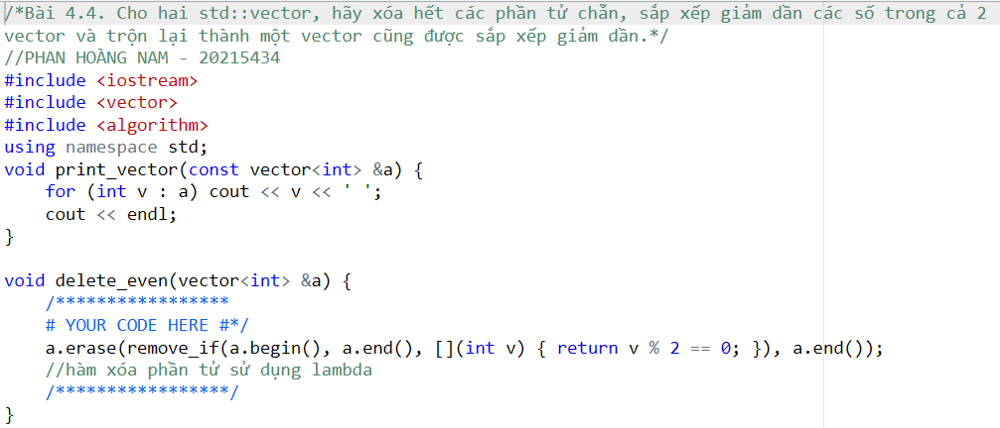 /*Bài 4.4. Cho hai std::vector, hãy xóa hết các phần tử chẵn, sắp xếp giảm dần các số trong cả 2
vector và trộn lại thành một vector cũng được sắp xếp giảm dần.*/
//PHAN HOÀNG NAM - 20215434
#include <iostream>
#include <vector>
#include <algorithm>
using namespace std;
void print_vector(const vector<int> &a) {
    for (int v : a) cout << v << ' ';
    cout << endl;
}

void delete_even(vector<int> &a) {
    /*****************
    # YOUR CODE HERE #*/
    a.erase(remove_if(a.begin(), a.end(), [](int v) { return v % 2 == 0; }), a.end());
    //hàm xóa phần tử sử dụng lambda
    /*****************/
}